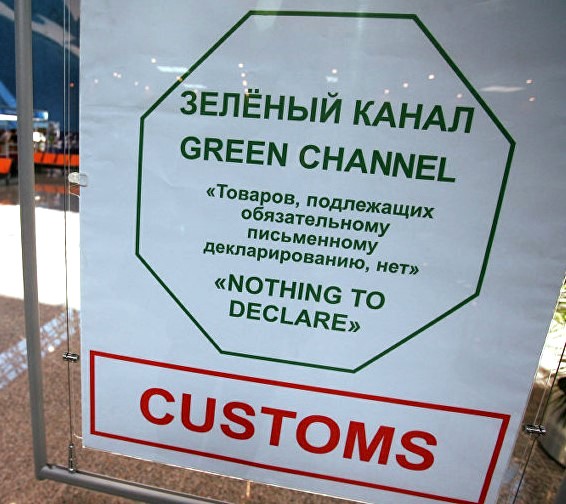 ЗЕЛЁНЫЙ КАНАЛ
GREEN CHANNEL
«Товаров, подлежащих
обязательному
письменному
декларированию, нет»
«NOTHING TO
DECLARE»
CUSTOMS